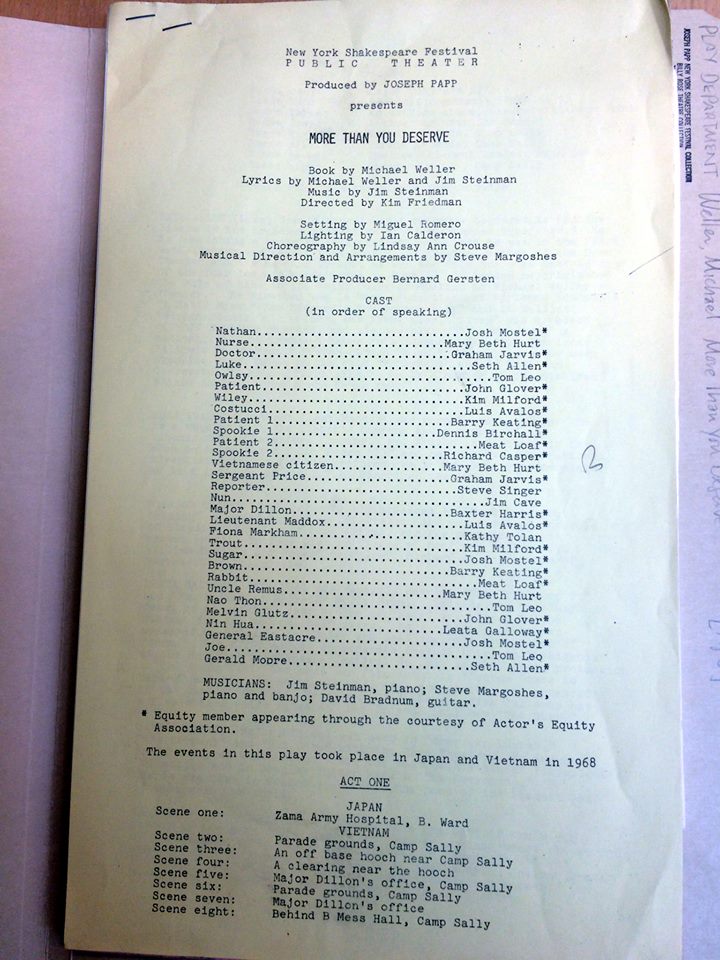 New York Shakespeare Festival
PUBLIC THEATER
Produced by JOSEPH PAPP
presents
MORE THAN YOU DESERVE
Book by Michael Weller
Lyrics by Michael Weller and Jim Steinman
Music by Jim Steinman
Directed by Kim Friedman
Setting by Miguel Romero
Lighting by Ian Calderon
Choreography by Lindsay Ann Crouse
Musical Direction and Arrangements by Steve Margoshes
Associate Producer Bernard Gersten
CAST
(in order of speaking)
Nathan..............................Josh Mostel*
Nurse..............................Mary Beth Hurt
Doctor..............................Graham Jarvis*
Luke..............................Seth Allen*
Owlsy..............................Tom Leo
Patient..............................John Glover*
Wiley..............................Kim Milford*
Costucci..............................Luis Avalos*
Patient 1..............................Barry Keating*
Spookie 1..............................Dennis Birchall*
Patient 2..............................Meat Loaf*
Spookie 2..............................Richard Casper*
Vietnamese citizen..................Mary Beth Hurt
Sergeant Price......................Graham Jarvis*
Reporter..............................Steve Singer
Nun..............................Jim Cave
Major Dillon........................Baxter Harris*
Lieutenant Maddox...................Luis Avalos*
Fiona Markham.......................Kathy Tolan
Trout..............................Kim Milford*
Sugar..............................Josh Mostel*
Brown..............................Barry Keating*
Rabbit..............................Meat Loaf*
Uncle Remus.........................Mary Beth Hurt
Nao Thon............................Tom Leo
Melvin Glutz........................John Glover*
Nin Hua.............................Leata Galloway*
General Eastacre....................Josh Mostel*
Joe..............................Tom Leo
Gerald Moore........................Seth Allen*
MUSICIANS: Jim Steinman, piano; Steve Margoshes,
piano and banjo; David Bradnum, guitar.
* Equity member appearing through the courtesy of Actor's Equity
Association.
The events in this play took place in Japan and Vietnam in 1968
ACT ONE
JAPAN
Scene one: Zama Army Hospital, B. Ward
VIETNAM
Scene two: Parade grounds, Camp Sally
Scene three: An off base hooch near Camp Sally
Scene four: A clearing near the hooch
Scene five: Major Dillon's office, Camp Sally
Scene six: Parade grounds, Camp Sally
Scene seven: Major Dillon's office
Scene eight: Behind B Mess Hall, Camp Sally
JOSEPH PAPP NEW YORK SHAKESPEARE FESTIVAL COLLECTION
BILLY ROSE THEATRE COLLECTION
PLAY DEPARTMENT Weller, Michael More Than You